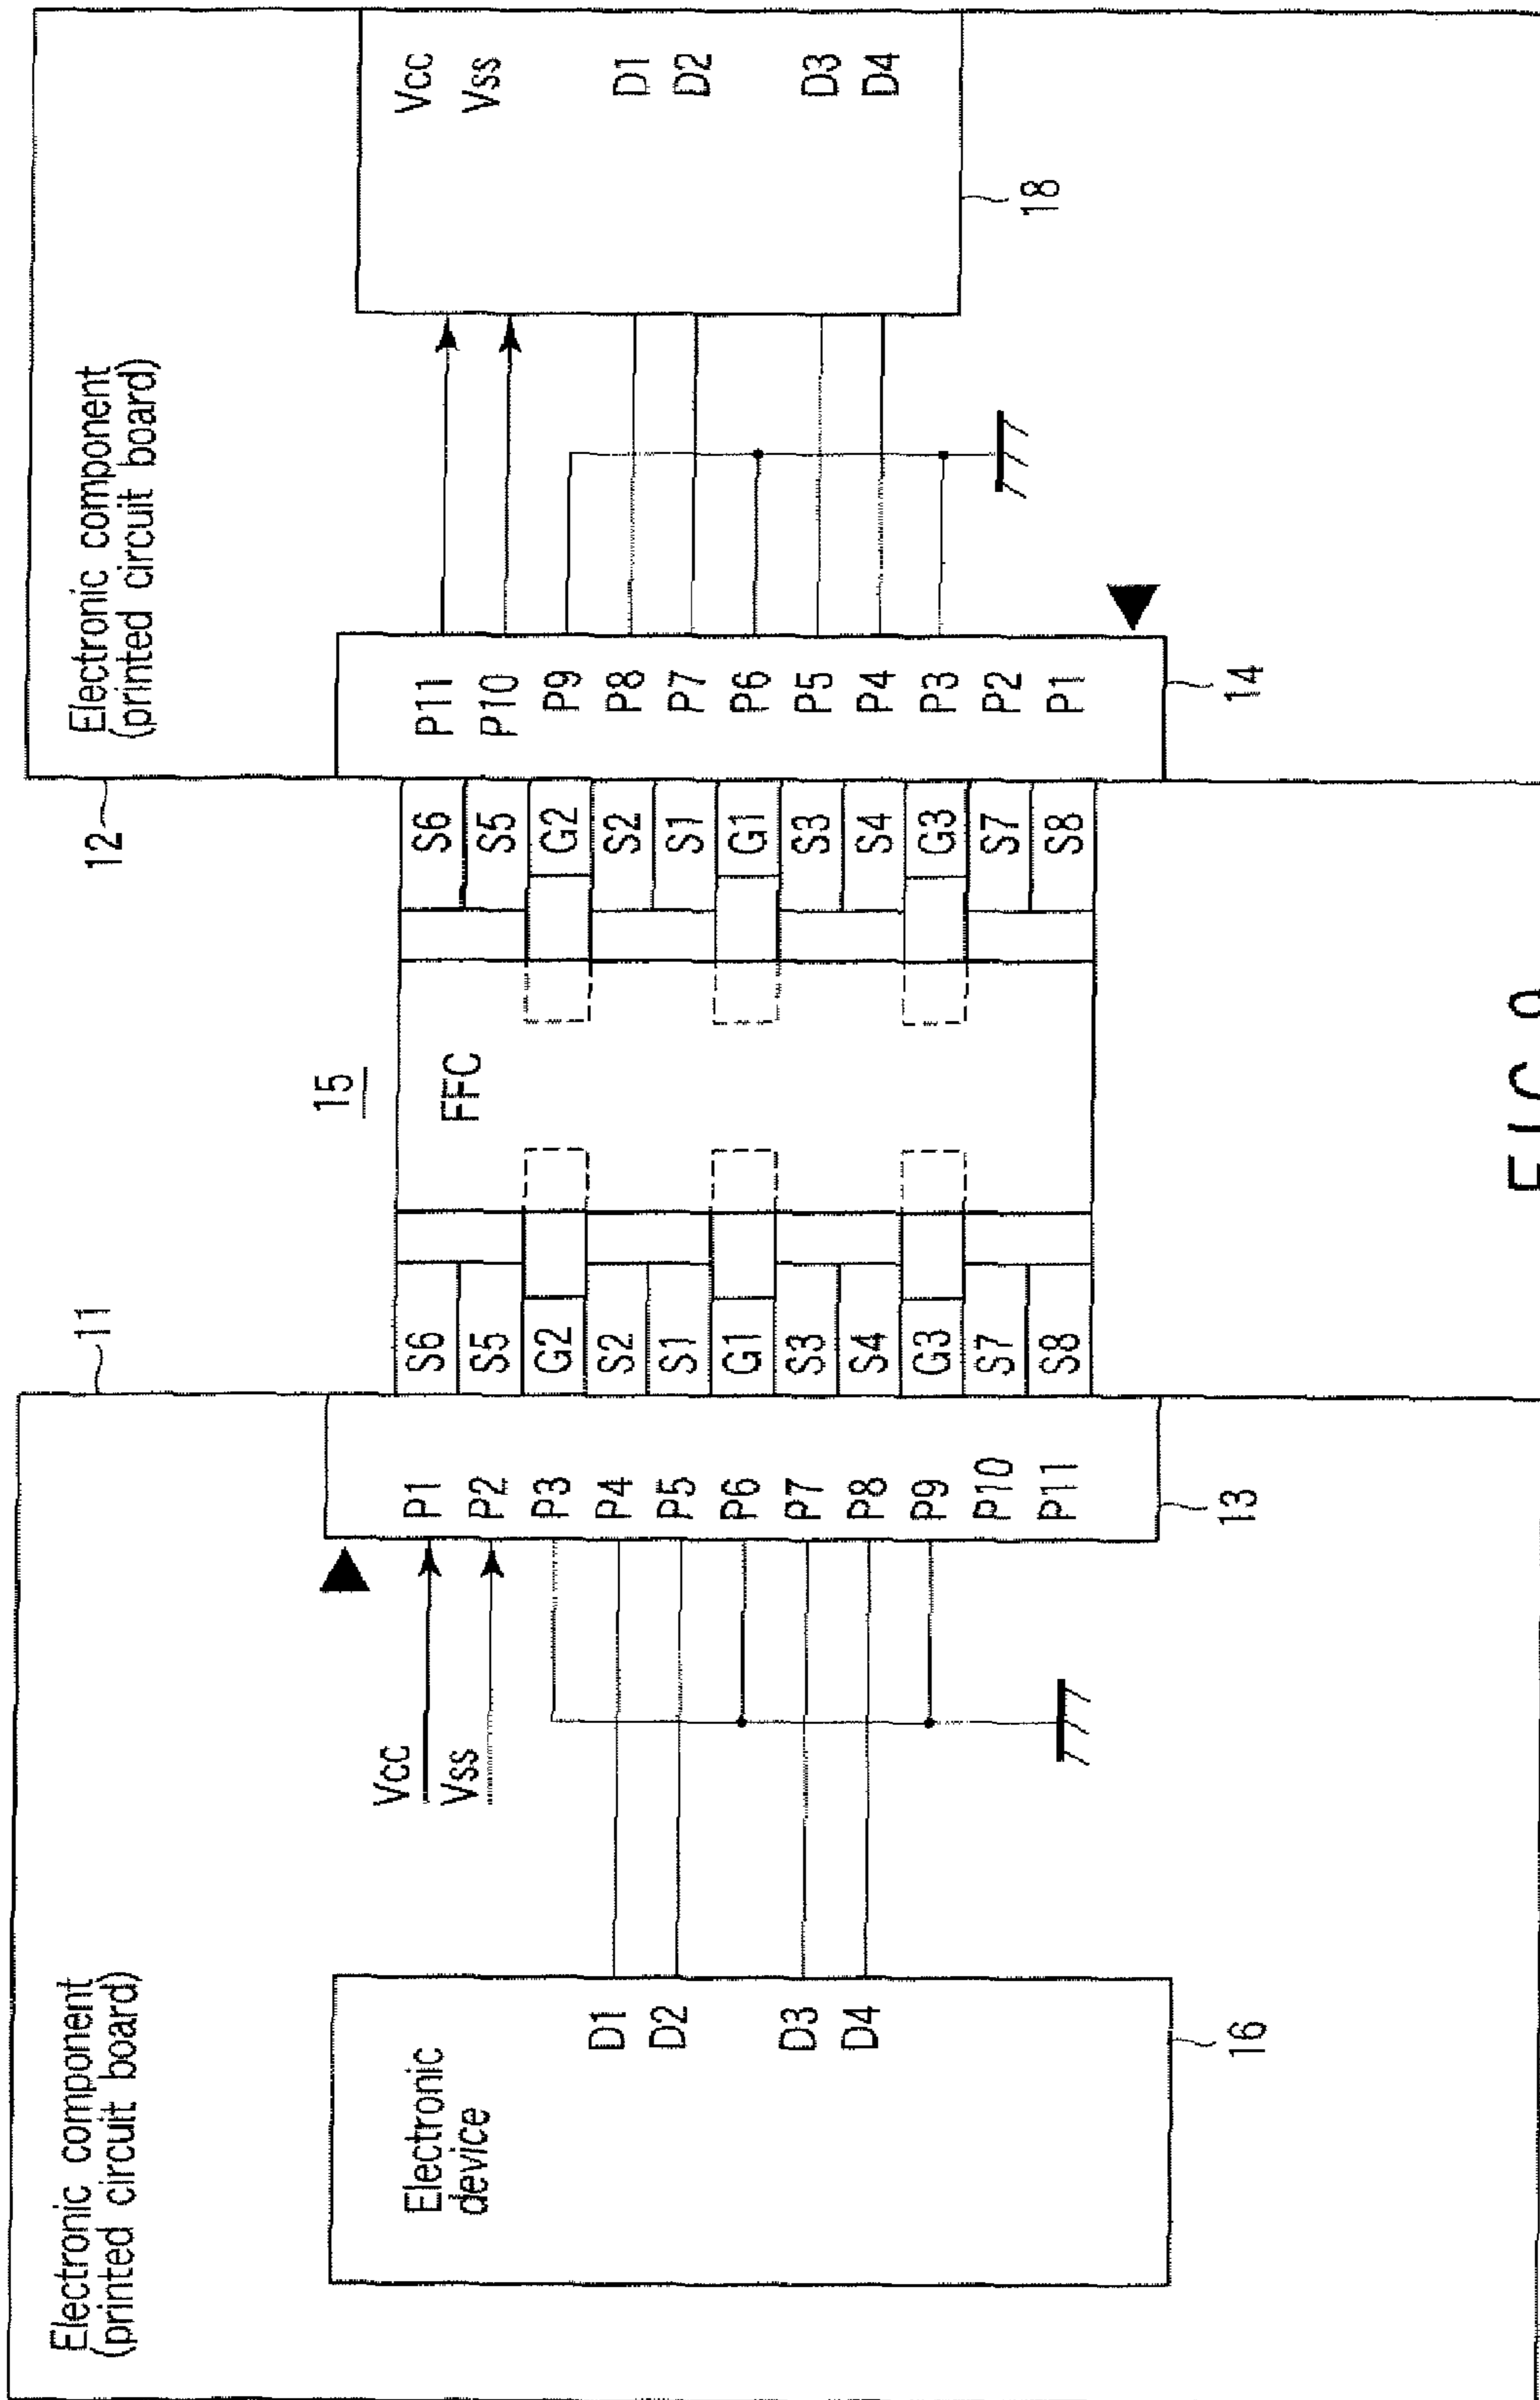 Electronic component
(printed circuit board)
11
Electronic
device
D1
D2
D3
D4
16
Vcc
Vss
P1
P2
P3
P4
P5
P6
P7
P8
P9
P10
P11
13
S6
S5
G2
S2
S1
G1
S3
S4
G3
S7
S8
15
FFC
S6
S5
G2
S2
S1
G1
S3
S4
G3
S7
S8
12
Electronic component
(printed circuit board)
P11
P10
P9
P8
P7
P6
P5
P4
P3
P2
P1
14
Vcc
Vss
D1
D2
D3
D4
18